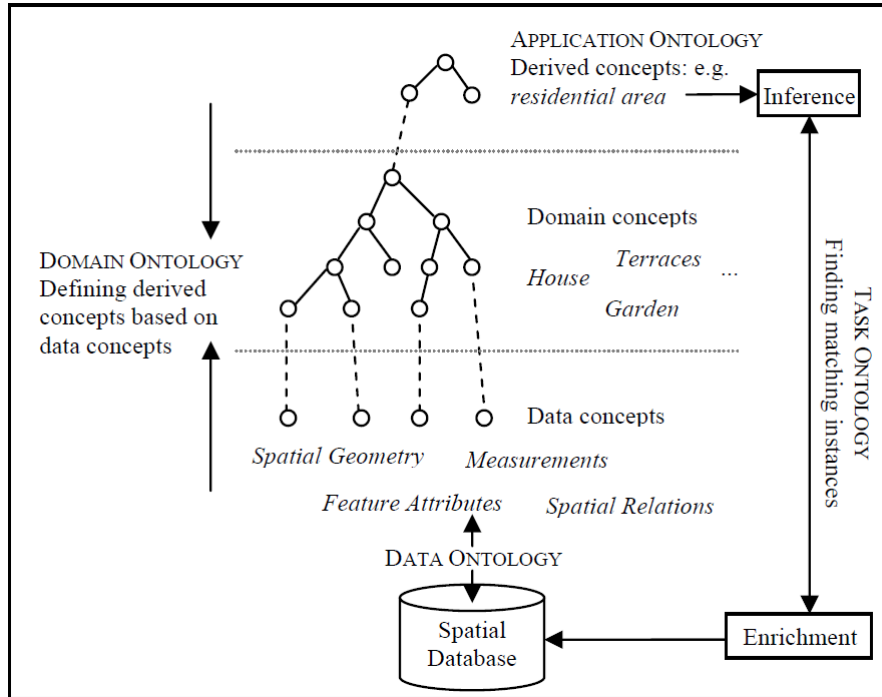 APPLICATION ONTOLOGY
Derived concepts: e.g.
residential area
Inference
Domain concepts
House
Terraces
...
Garden
DOMAIN ONTOLOGY
Defining derived
concepts based on
data concepts
TASK ONTOLOGY
Finding matching instances
Data concepts
Spatial Geometry
Measurements
Feature Attributes
Spatial Relations
DATA ONTOLOGY
Spatial
Database
Enrichment